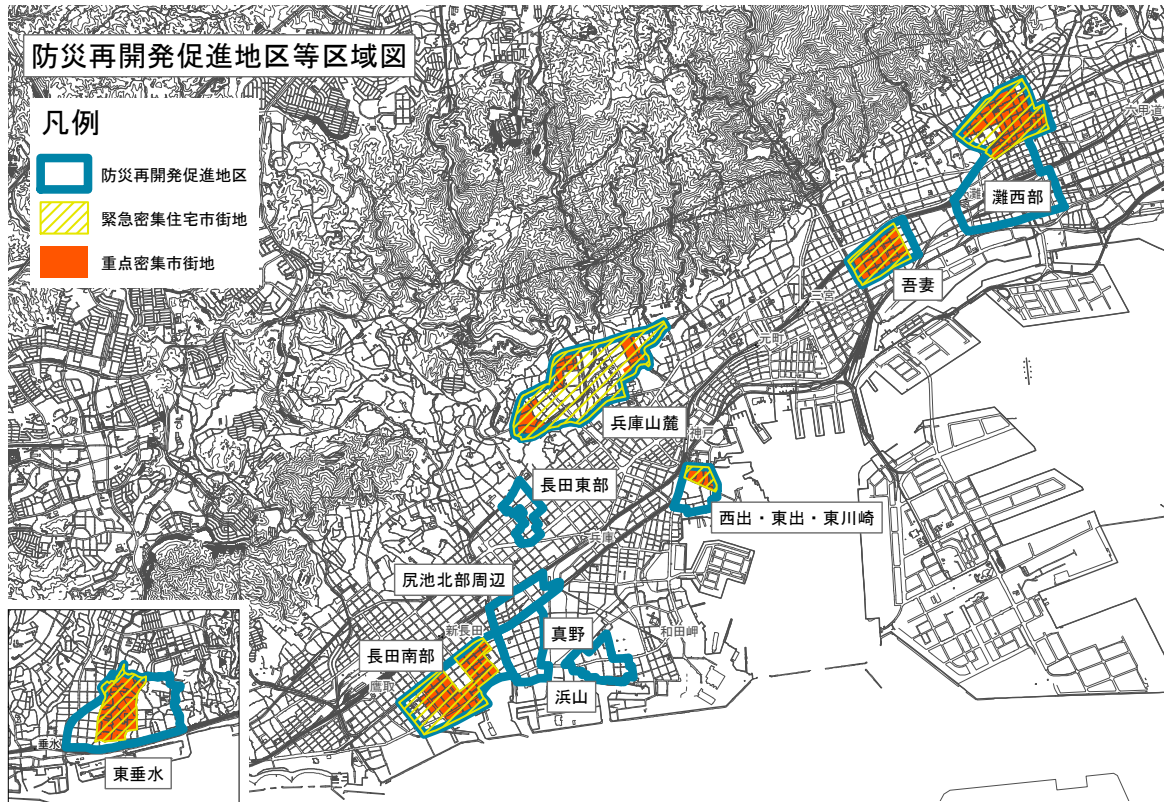 防災再開発促進地区等区域図
凡例
防災再開発促進地区
緊急密集住宅市街地
重点密集市街地
甲道
灘
灘西部
吾妻
三宮
元町
兵庫山麓
神戸
長田東部
西出・東出・東川崎
兵庫
尻池北部周辺
新長田
真野
和田岬
長田南部
鷹取
浜山
垂水
東垂水